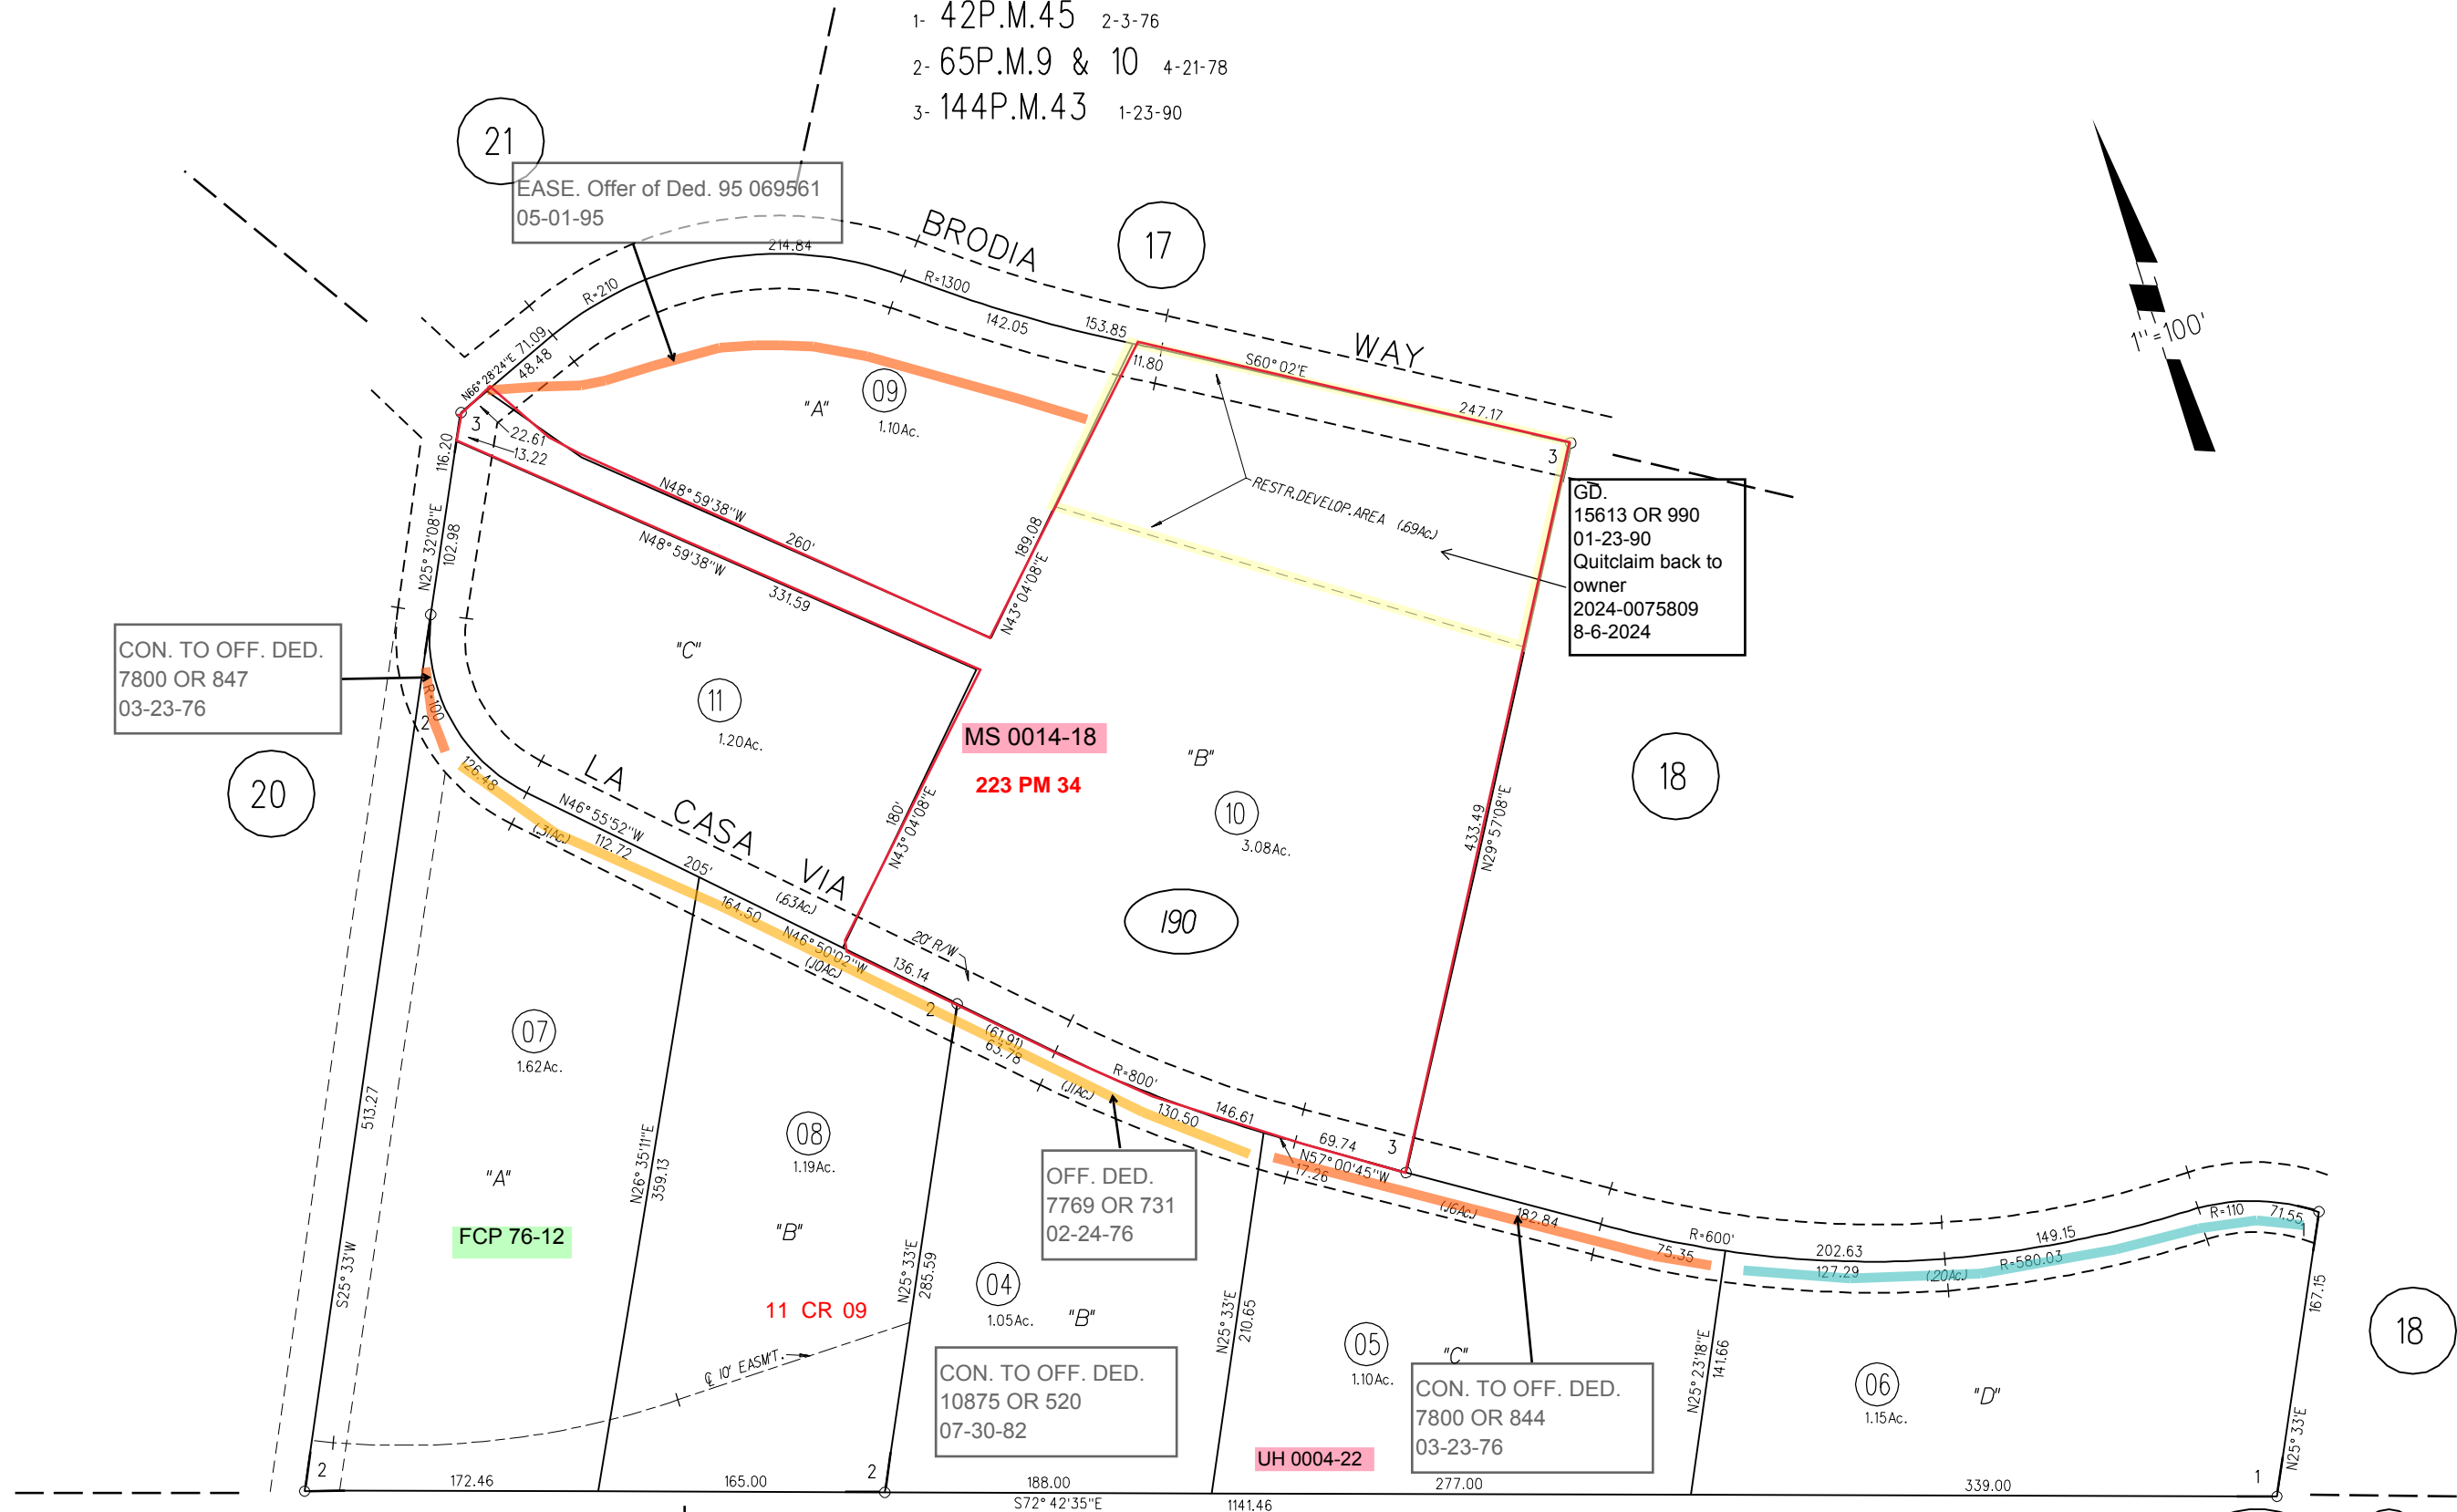 1- 42P.M.45 2-3-76
2- 65P.M.9 & 10 4-21-78
3- 144P.M.43 1-23-90
21
EASE. Offer of Ded. 95 069561
05-01-95
BRODIA WAY
17
1"=100'
214.84
R=210
R=1300
142.05
153.85
11.80
S60°02'E
247.17
N66°28'24"E 71.09
48.48
3
22.61
13.22
116.20
"A"
09
1.10Ac.
3
RESTR.DEVELOP.AREA (.69Ac.)
GD.
15613 OR 990
01-23-90
Quitclaim back to
owner
2024-0075809
8-6-2024
N48°59'38"W
260'
189.08
N43°04'08"E
N48°59'38"W
331.59
N25°32'08"E
102.98
CON. TO OFF. DED.
7800 OR 847
03-23-76
R=100
2
"C"
11
1.20Ac.
MS 0014-18
223 PM 34
"B"
10
3.08Ac.
18
20
LA CASA VIA
126.48
N46°55'52"W
(.31Ac.)
112.72
205'
180'
N43°04'08"E
433.49
N29°57'08"E
190
(.63Ac.)
164.50
N46°50'02"W
(.10Ac.)
136.14
20' R/W
2
(61.91)
63.78
(.11Ac.)
R=800'
130.50
146.61
69.74
3
N57°00'45"W
17.26
(.16Ac.)
182.84
75.35
R=600'
202.63
127.29
(.20Ac.)
149.15
R=580.03
R=110
71.55
1
07
1.62Ac.
08
1.19Ac.
OFF. DED.
7769 OR 731
02-24-76
513.27
S25°33'W
"A"
FCP 76-12
N26°35'11"E
359.13
"B"
11 CR 09
℄ 10' EASM'T.
N25°33'E
285.59
04
1.05Ac.
"B"
CON. TO OFF. DED.
10875 OR 520
07-30-82
N25°33'E
210.65
05
1.10Ac.
"C"
UH 0004-22
CON. TO OFF. DED.
7800 OR 844
03-23-76
N25°23'18"E
141.66
06
1.15Ac.
"D"
167.15
N25°33'E
18
2
172.46
165.00
2
188.00
277.00
339.00
1
S72°42'35"E
1141.46